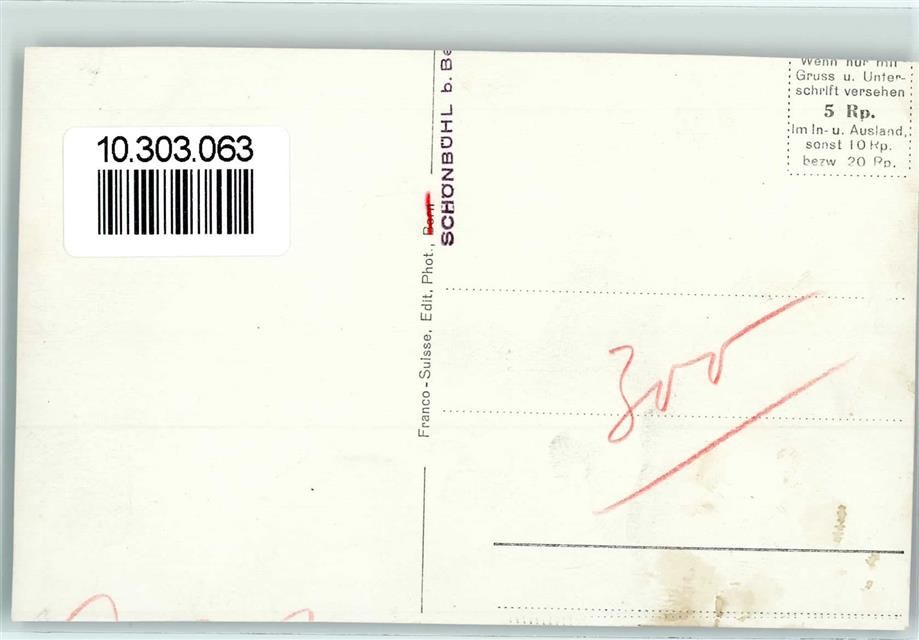 10.303.063
Franco-Suisse, Edit, Phot., Bern
SCHÖNBÜHL b. Be
Wenn nur mit
Gruss u. Unter-
schrift versehen
5 Rp.
Im In- u. Ausland,
sonst 10 Rp.
bezw 20 Rp.
300